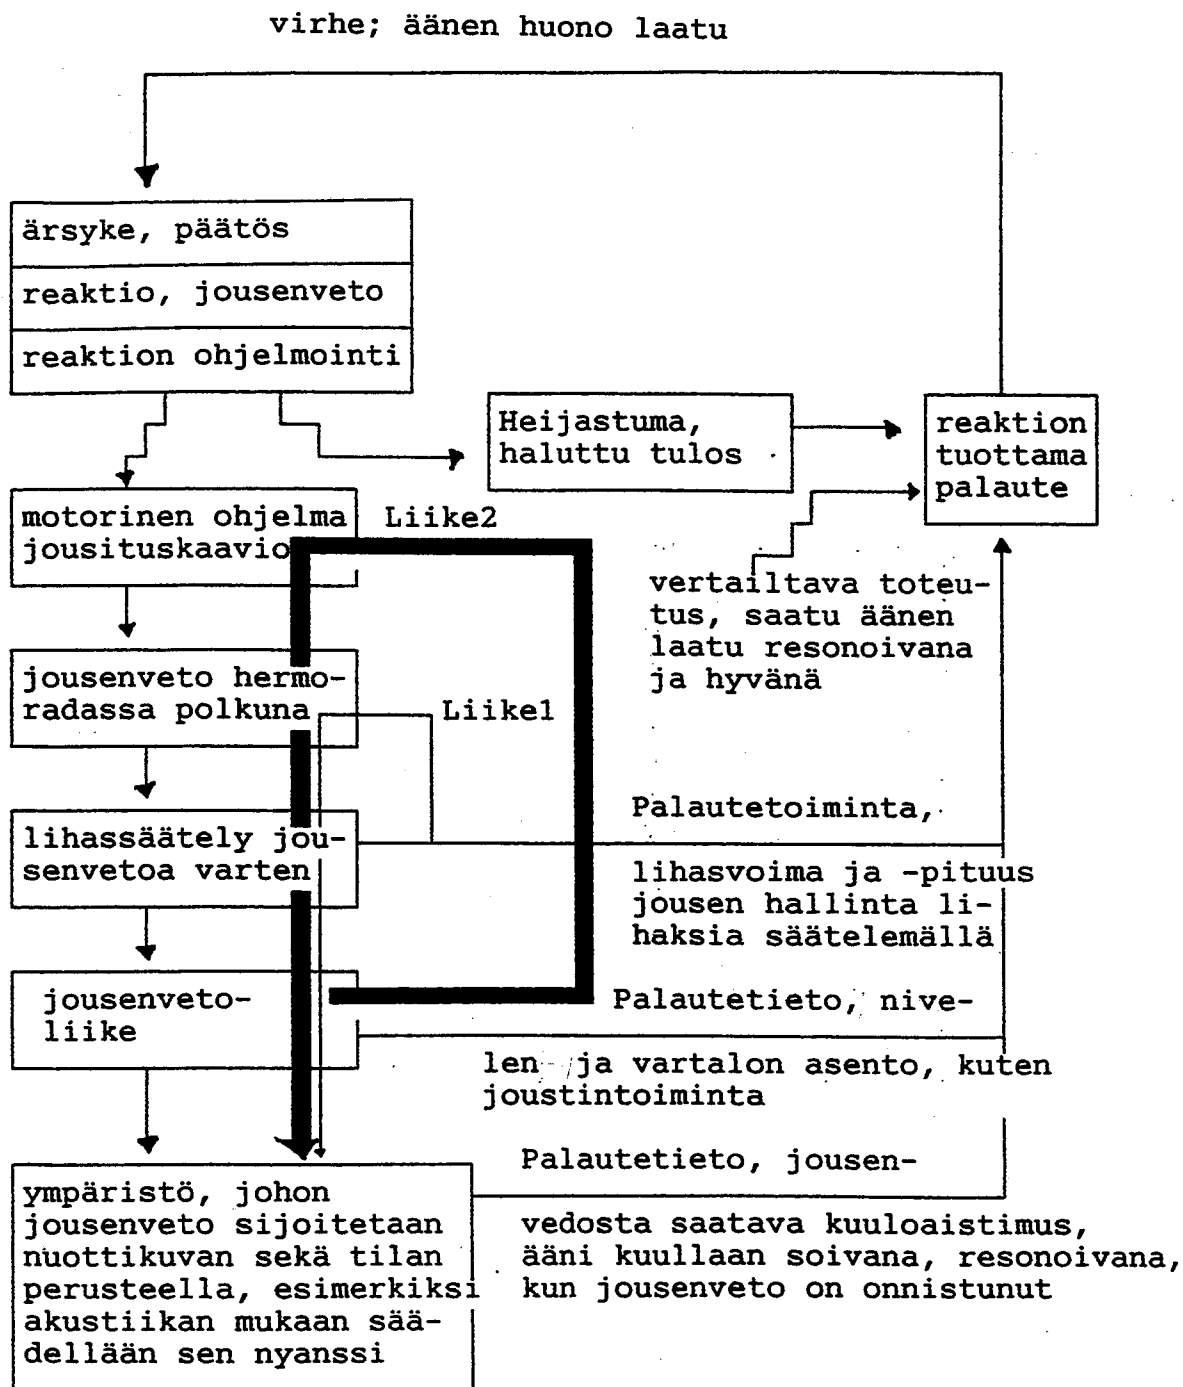 virhe; äänen huono laatu
ärsyke, päätös
reaktio, jousenveto
reaktion ohjelmointi
Heijastuma,
haluttu tulos
reaktion
tuottama
palaute
motorinen ohjelma
jousituskaavio
Liike2
vertailtava toteu-
tus, saatu äänen
laatu resonoivana
ja hyvänä
jousenveto hermo-
radassa polkuna
Liike1
lihassäätely jou-
senvetoa varten
Palautetoiminta,
lihasvoima ja -pituus
jousen hallinta li-
haksia säätelemällä
jousenveto-
liike
Palautetieto, nive-
len- ja vartalon asento, kuten
joustintoiminta
ympäristö, johon
jousenveto sijoitetaan
nuottikuvan sekä tilan
perusteella, esimerkiksi
akustiikan mukaan sää-
dellään sen nyanssi
Palautetieto, jousen-
vedosta saatava kuuloaistimus,
ääni kuullaan soivana, resonoivana,
kun jousenveto on onnistunut